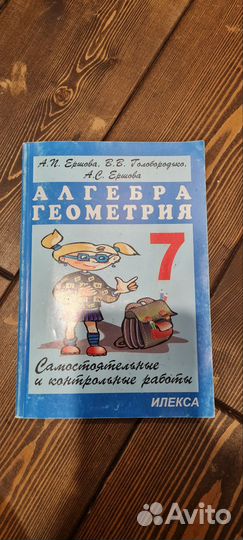 А.П. Ершова, В.В. Голобородько,
А.С. Ершова
АЛГЕБРА
ГЕОМЕТРИЯ
7
Самостоятельные
и контрольные работы
ИЛЕКСА
Avito